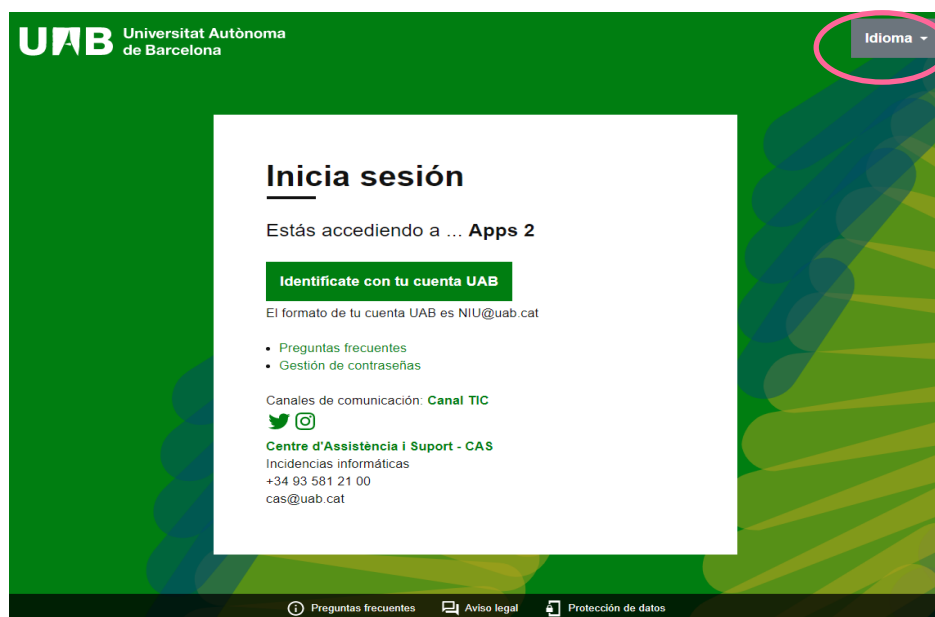 UAB Universitat Autònoma
de Barcelona
Idioma
Inicia sesión
Estás accediendo a ... Apps 2
Identifícate con tu cuenta UAB
El formato de tu cuenta UAB es NIU@uab.cat
Preguntas frecuentes
Gestión de contraseñas
Canales de comunicación: Canal TIC
Centre d'Assistència i Suport - CAS
Incidencias informáticas
+34 93 581 21 00
cas@uab.cat
Preguntas frecuentes Aviso legal Protección de datos